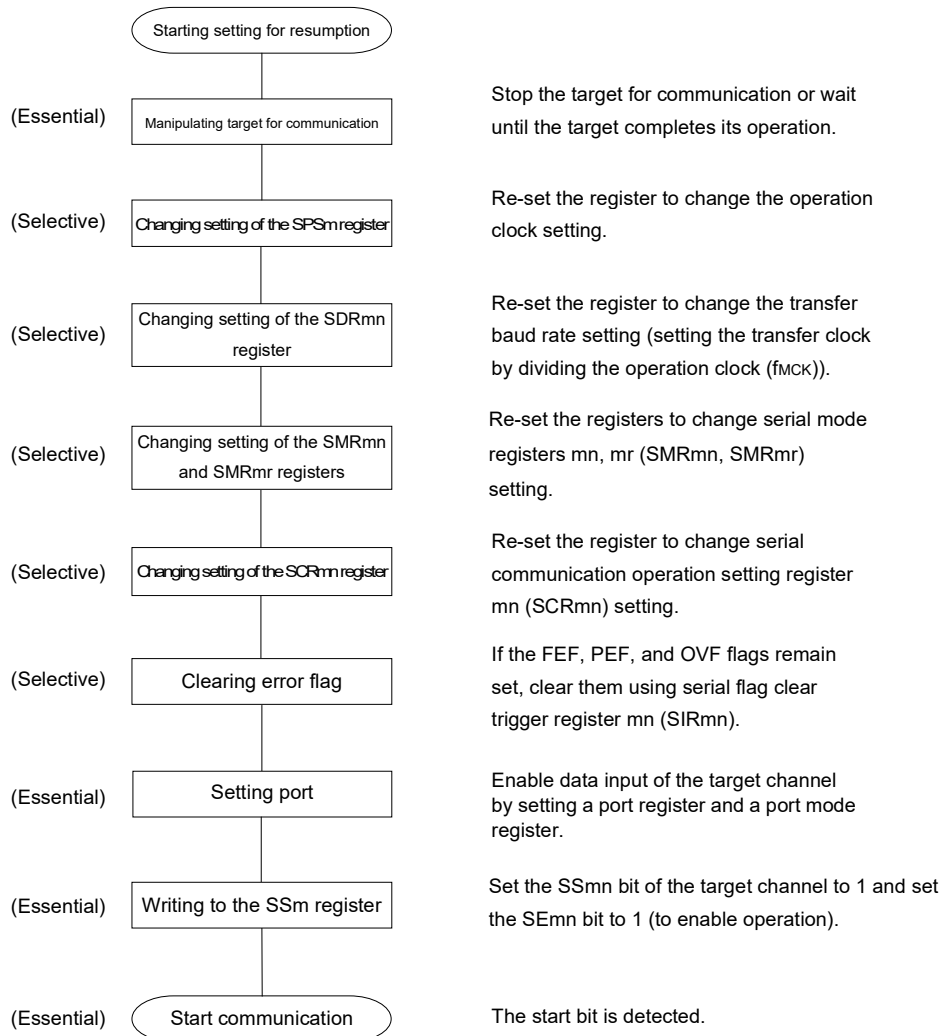 Starting setting for resumption
(Essential)
Manipulating target for communication
Stop the target for communication or wait
until the target completes its operation.
(Selective)
Changing setting of the SPSm register
Re-set the register to change the operation
clock setting.
(Selective)
Changing setting of the SDRmn
register
Re-set the register to change the transfer
baud rate setting (setting the transfer clock
by dividing the operation clock (fMCK)).
(Selective)
Changing setting of the SMRmn
and SMRmr registers
Re-set the registers to change serial mode
registers mn, mr (SMRmn, SMRmr)
setting.
(Selective)
Changing setting of the SCRmn register
Re-set the register to change serial
communication operation setting register
mn (SCRmn) setting.
(Selective)
Clearing error flag
If the FEF, PEF, and OVF flags remain
set, clear them using serial flag clear
trigger register mn (SIRmn).
(Essential)
Setting port
Enable data input of the target channel
by setting a port register and a port mode
register.
(Essential)
Writing to the SSm register
Set the SSmn bit of the target channel to 1 and set
the SEmn bit to 1 (to enable operation).
(Essential)
Start communication
The start bit is detected.